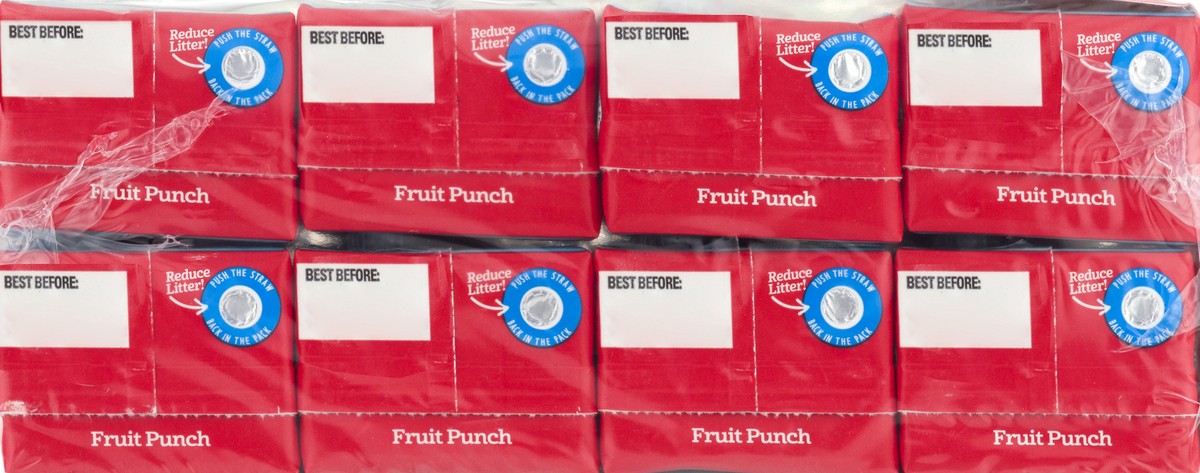 BEST BEFORE:
Reduce
Litter!
PUSH THE STRAW
BACK IN THE PACK
Fruit Punch
BEST BEFORE:
Reduce
Litter!
PUSH THE STRAW
BACK IN THE PACK
Fruit Punch
BEST BEFORE:
Reduce
Litter!
PUSH THE STRAW
BACK IN THE PACK
Fruit Punch
BEST BEFORE:
Reduce
Litter!
PUSH THE STRAW
BACK IN THE PACK
Fruit Punch
BEST BEFORE:
Reduce
Litter!
PUSH THE STRAW
BACK IN THE PACK
Fruit Punch
BEST BEFORE:
Reduce
Litter!
PUSH THE STRAW
BACK IN THE PACK
Fruit Punch
BEST BEFORE:
Reduce
Litter!
PUSH THE STRAW
BACK IN THE PACK
Fruit Punch
BEST BEFORE:
Reduce
Litter!
PUSH THE STRAW
BACK IN THE PACK
Fruit Punch